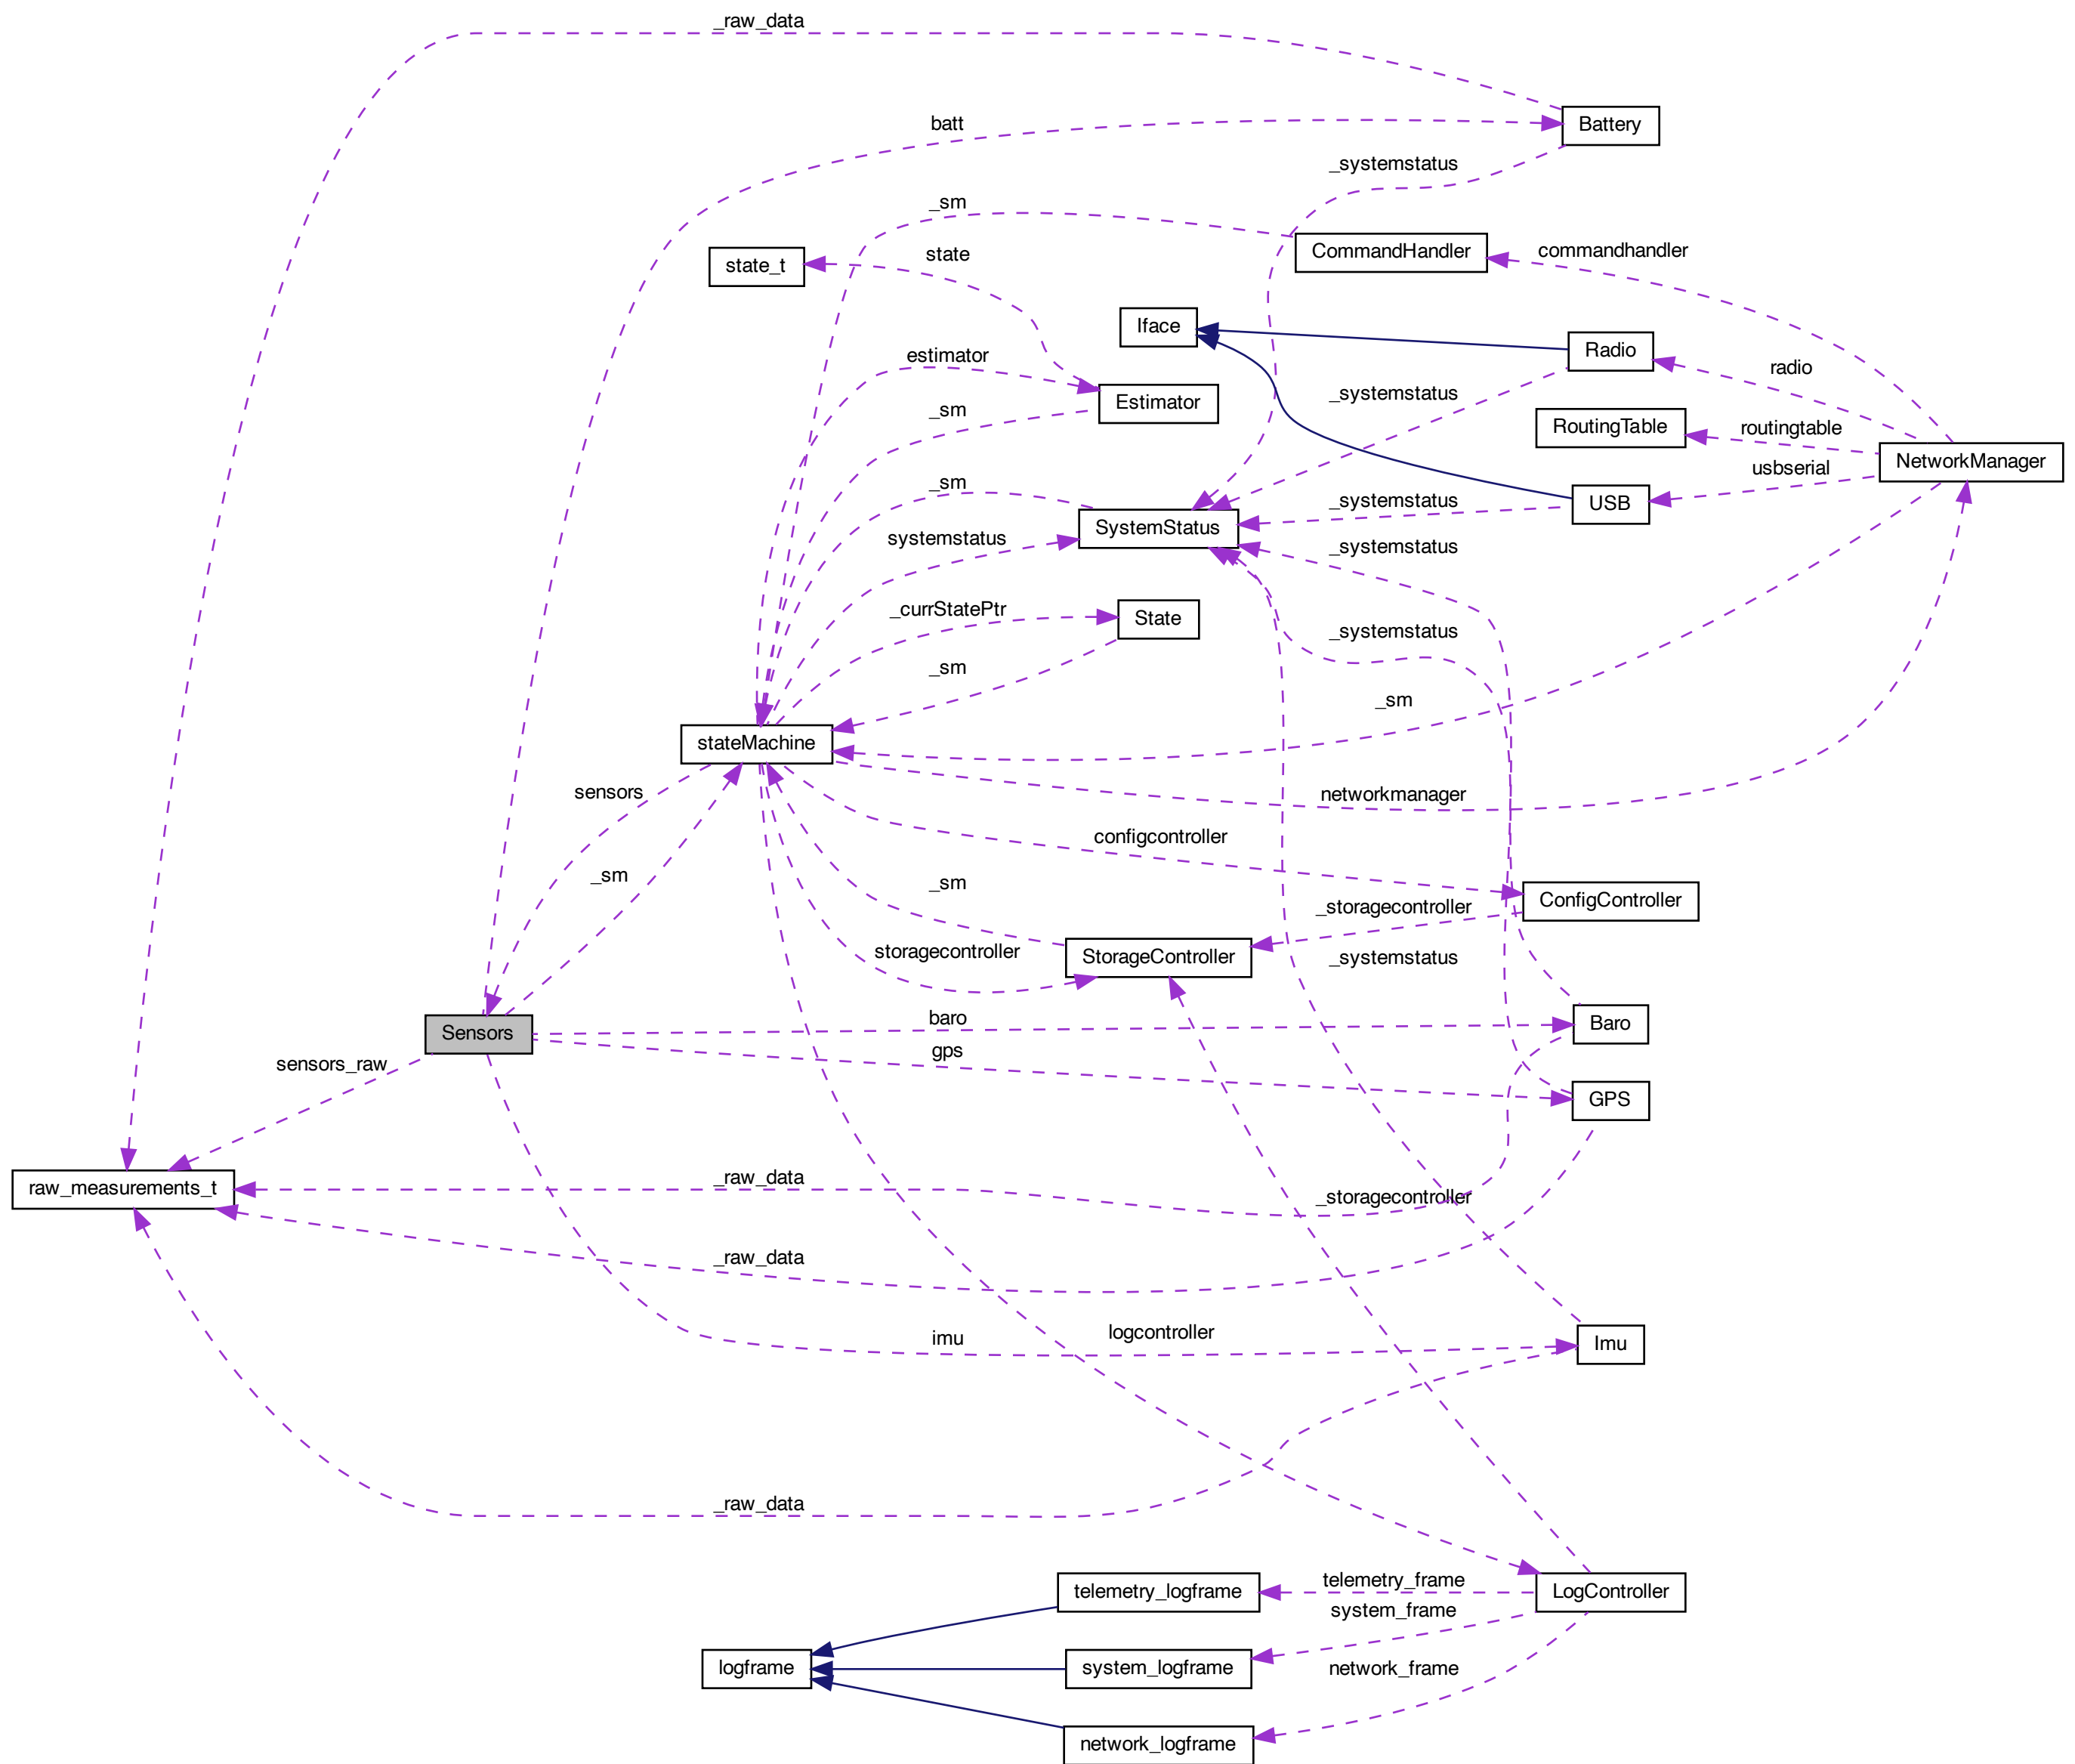 _raw_data
batt
Battery
_systemstatus
_sm
CommandHandler
commandhandler
state_t
state
Iface
Radio
radio
estimator
Estimator
_sm
_systemstatus
RoutingTable
routingtable
NetworkManager
usbserial
_sm
USB
_systemstatus
SystemStatus
systemstatus
_systemstatus
_currStatePtr
State
_systemstatus
_sm
_sm
stateMachine
sensors
networkmanager
configcontroller
_sm
_sm
ConfigController
_storagecontroller
storagecontroller
StorageController
_systemstatus
Sensors
baro
Baro
gps
sensors_raw
GPS
raw_measurements_t
_raw_data
_storagecontroller
_raw_data
imu
logcontroller
Imu
_raw_data
telemetry_logframe
telemetry_frame
LogController
system_frame
logframe
system_logframe
network_frame
network_logframe